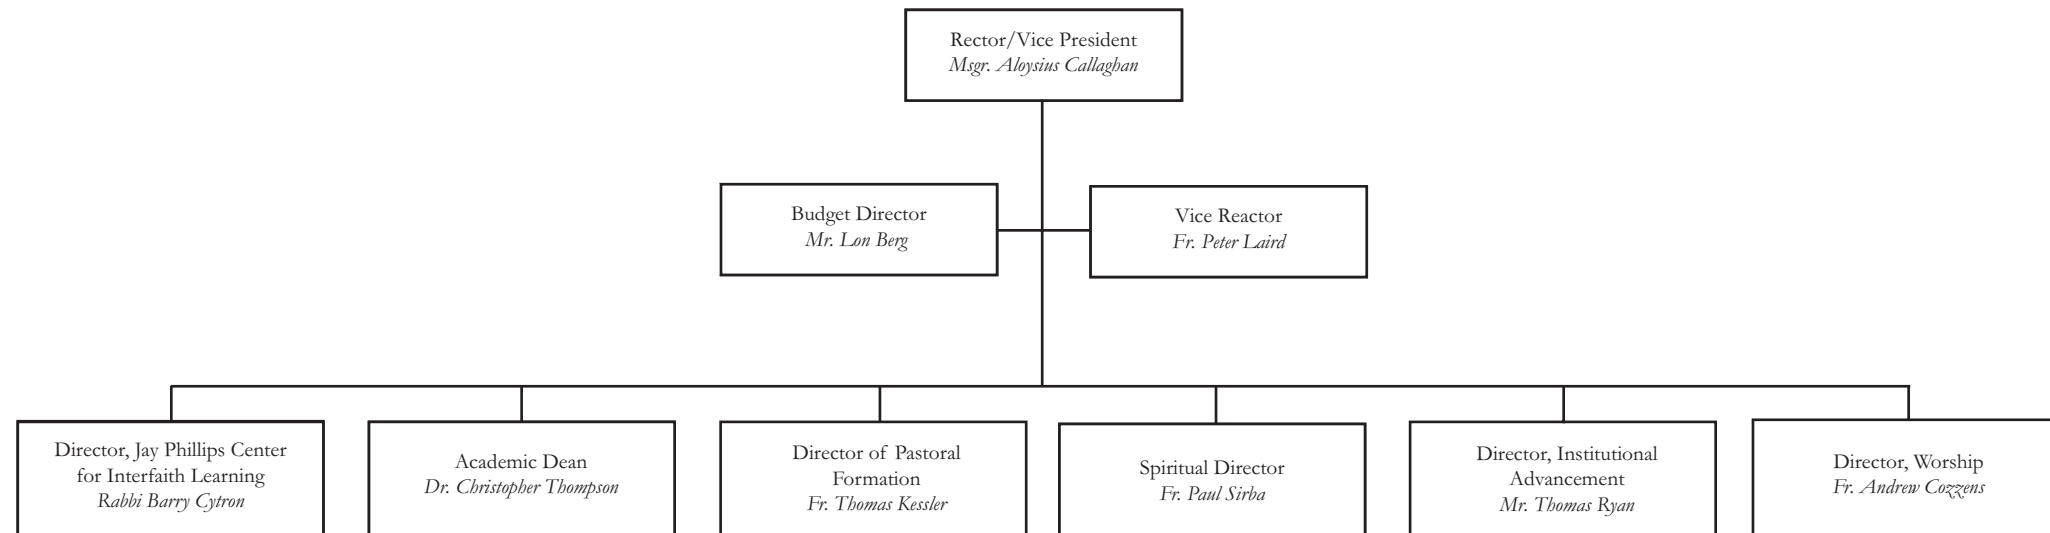 Rector/Vice President
Msgr. Aloysius Callaghan
Budget Director
Mr. Lon Berg
Vice Reactor
Fr. Peter Laird
Director, Jay Phillips Center
for Interfaith Learning
Rabbi Barry Cytron
Academic Dean
Dr. Christopher Thompson
Director of Pastoral
Formation
Fr. Thomas Kessler
Spiritual Director
Fr. Paul Sirba
Director, Institutional
Advancement
Mr. Thomas Ryan
Director, Worship
Fr. Andrew Cozzens